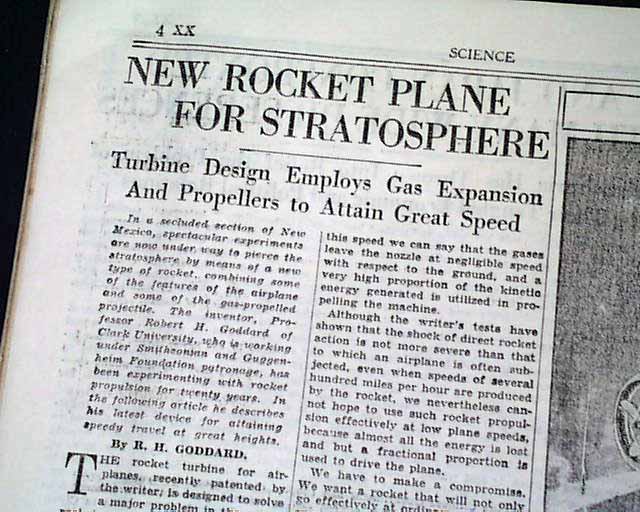 4 XX
SCIENCE
NEW ROCKET PLANE
FOR STRATOSPHERE
Turbine Design Employs Gas Expansion
And Propellers to Attain Great Speed
In a secluded section of New
Mexico, spectacular experiments
are now under way to pierce the
stratosphere by means of a new
type of rocket, combining some
of the features of the airplane
and some of the gas-propelled
projectile. The inventor, Pro-
fessor Robert H. Goddard of
Clark University, who is working
under Smithsonian and Guggen-
heim Foundation patronage, has
been experimenting with rocket
propulsion for twenty years. In
the following article he describes
his latest device for attaining
speedy travel at great heights.
By R. H. GODDARD.
THE rocket turbine for air-
planes, recently patented by
the writer, is designed to solve
a major problem in the
this speed we can say that the gases
leave the nozzle at negligible speed
with respect to the ground, and a
very high proportion of the kinetic
energy generated is utilized in pro-
pelling the machine.
Although the writer's tests have
shown that the shock of direct rocket
action is not more severe than that
to which an airplane is often sub-
jected, even when speeds of several
hundred miles per hour are produced
by the rocket, we nevertheless can-
not hope to use such rocket propul-
sion effectively at low plane speeds,
because almost all the energy is lost
and but a fractional proportion is
used to drive the plane.
We have to make a compromise.
We want a rocket that will not only
go effectively at